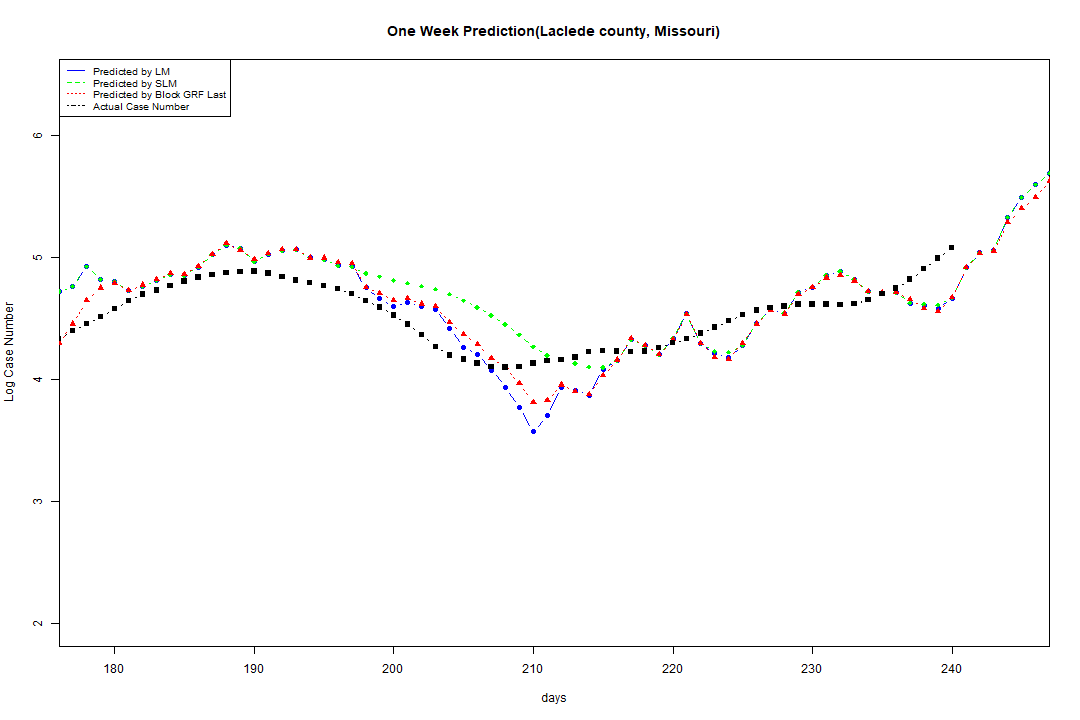 One Week Prediction(Laclede county, Missouri)
Predicted by LM
Predicted by SLM
Predicted by Block GRF Last
Actual Case Number
6
5
4
3
2
Log Case Number
180 190 200 210 220 230 240
days